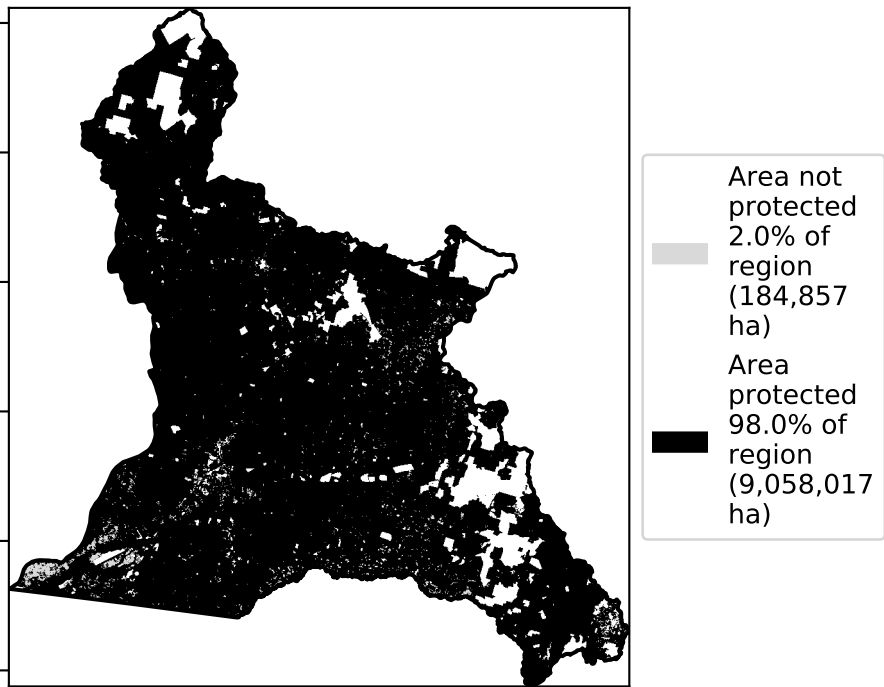 Area not
protected
2.0% of
region
(184,857
ha)
Area
protected
98.0% of
region
(9,058,017
ha)